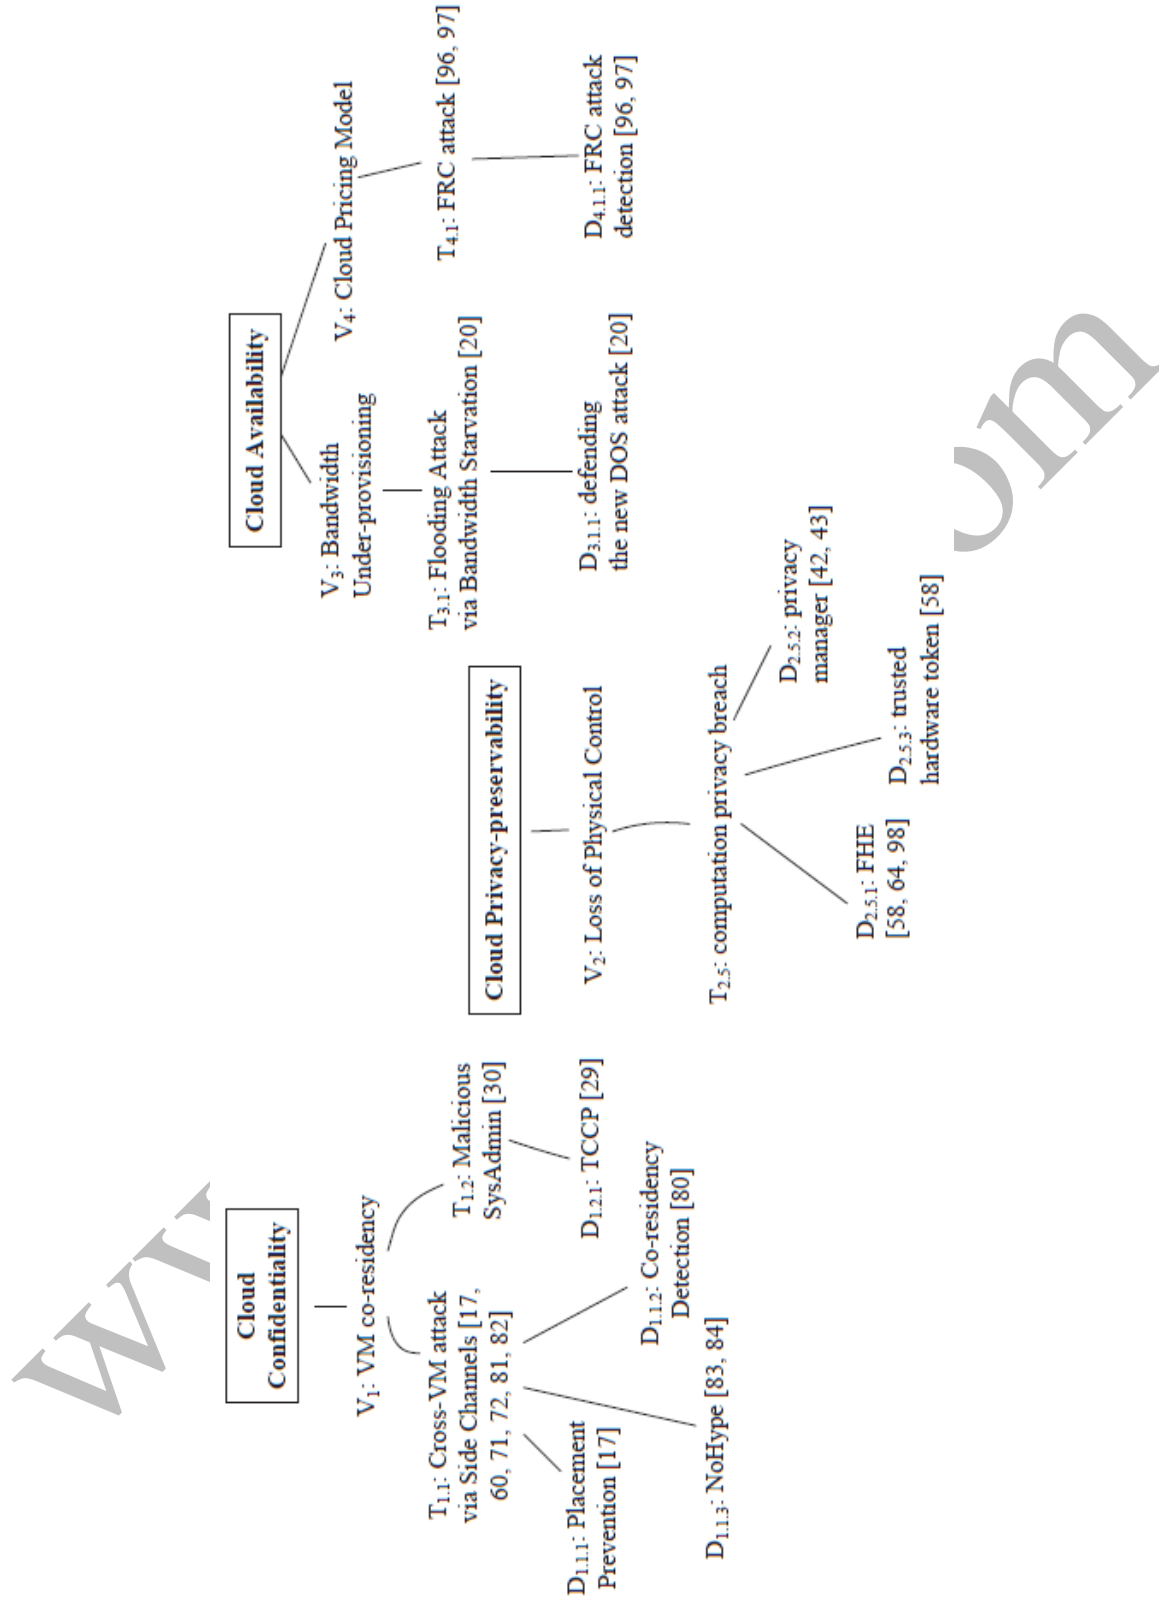 Cloud
Confidentiality
V1: VM co-residency
T1.1: Cross-VM attack
via Side Channels [17,
60, 71, 72, 81, 82]
T1.2: Malicious
SysAdmin [30]
D1.1.1: Placement
Prevention [17]
D1.2.1: TCCP [29]
D1.1.2: Co-residency
Detection [80]
D1.1.3: NoHype [83, 84]
Cloud Privacy-preservability
V2: Loss of Physical Control
T2.5: computation privacy breach
D2.5.1: FHE
[58, 64, 98]
D2.5.2: privacy
manager [42, 43]
D2.5.3: trusted
hardware token [58]
Cloud Availability
V3: Bandwidth
Under-provisioning
V4: Cloud Pricing Model
T3.1: Flooding Attack
via Bandwidth Starvation [20]
T4.1: FRC attack [96, 97]
D3.1.1: defending
the new DOS attack [20]
D4.1.1: FRC attack
detection [96, 97]